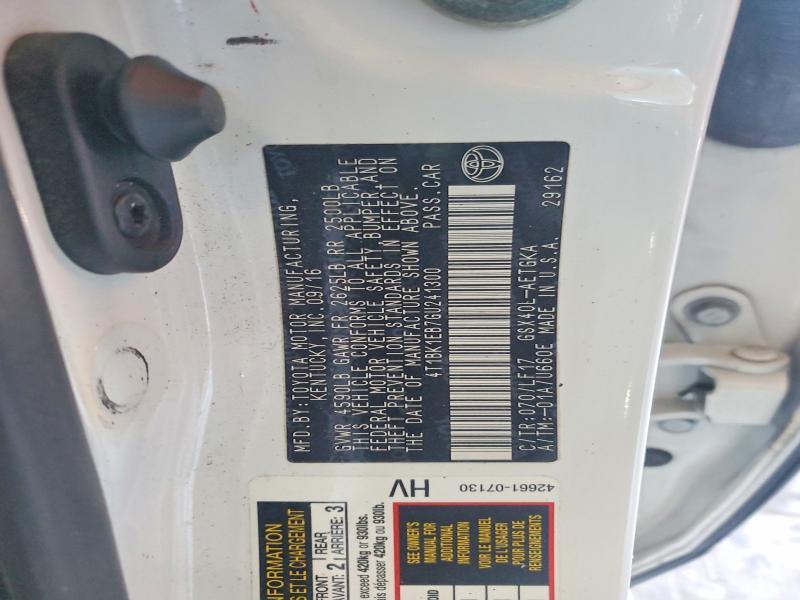 MFD.BY:TOYOTA MOTOR MANUFACTURING,
KENTUCKY, INC. 09/16
GVWR 4590LB GAWR FR 2625LB RR 2500LB
THIS VEHICLE CONFORMS TO ALL APPLICABLE
FEDERAL MOTOR VEHICLE SAFETY, BUMPER, AND
THEFT PREVENTION STANDARDS IN EFFECT ON
THE DATE OF MANUFACTURE SHOWN ABOVE.
4T1BK1EB7GU241300 PASS.CAR
C/TR:070/LF17 GSX40L-AETGKA
A/TM:-01A/U660E MADE IN U.S.A. 29162
INFORMATION
S ET LE CHARGEMENT
FRONT 2 REAR 3
AVANT: ARRIERE:
exceed 420kg or 930lbs.
dépasser 420kg ou 930lb.
HV
42661-07130
SEE OWNER'S
MANUAL FOR
ADDITIONAL
INFORMATION
VOIR LE MANUEL
DE L'USAGER
POUR PLUS DE
RENSEIGNEMENTS